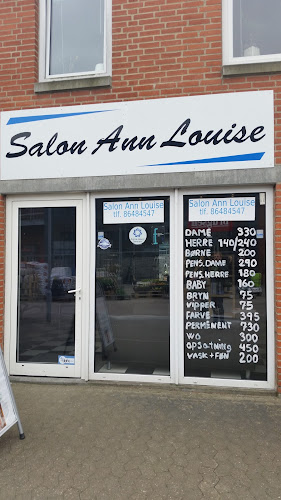 Salon Ann Louise
Salon Ann Louise
tlf. 86484547
Salon Ann Louise
tlf. 86484547
DAME 330
HERRE 140/240
BØRNE 200
PENS. DAME 290
PENS. HERRE 180
BABY 160
BRYN 75
VIPPER 75
FARVE 395
PERMENENT 730
WO 300
OPSÆTNING 450
VASK + FØN 200